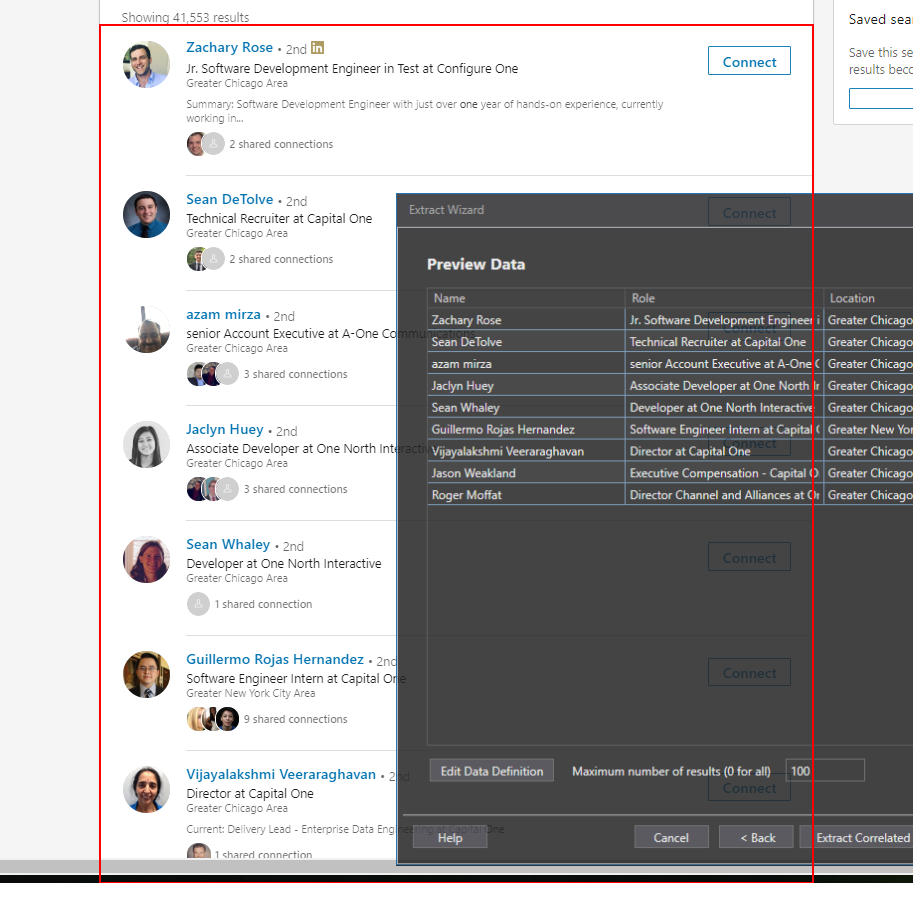 Showing 41,553 results
Saved sear
Save this se
results beco
Zachary Rose • 2nd in
Jr. Software Development Engineer in Test at Configure One
Greater Chicago Area
Summary: Software Development Engineer with just over one year of hands-on experience, currently
working in...
2 shared connections
Connect
Sean DeTolve • 2nd
Technical Recruiter at Capital One
Greater Chicago Area
2 shared connections
Connect
azam mirza • 2nd
senior Account Executive at A-One Communications
Greater Chicago Area
3 shared connections
Connect
Jaclyn Huey • 2nd
Associate Developer at One North Interactive
Greater Chicago Area
3 shared connections
Connect
Sean Whaley • 2nd
Developer at One North Interactive
Greater Chicago Area
1 shared connection
Connect
Guillermo Rojas Hernandez • 2nd
Software Engineer Intern at Capital One
Greater New York City Area
9 shared connections
Connect
Vijayalakshmi Veeraraghavan • 2nd
Director at Capital One
Greater Chicago Area
Current: Delivery Lead - Enterprise Data Engineering at Capital One
1 shared connection
Connect
Extract Wizard
Preview Data
Name Role Location
Zachary Rose Jr. Software Development Engineer i Greater Chicago
Sean DeTolve Technical Recruiter at Capital One Greater Chicago
azam mirza senior Account Executive at A-One C Greater Chicago
Jaclyn Huey Associate Developer at One North Ir Greater Chicago
Sean Whaley Developer at One North Interactive Greater Chicago
Guillermo Rojas Hernandez Software Engineer Intern at Capital C Greater New Yor
Vijayalakshmi Veeraraghavan Director at Capital One Greater Chicago
Jason Weakland Executive Compensation - Capital O Greater Chicago
Roger Moffat Director Channel and Alliances at Or Greater Chicago
Edit Data Definition Maximum number of results (0 for all) 100
Help Cancel < Back Extract Correlated